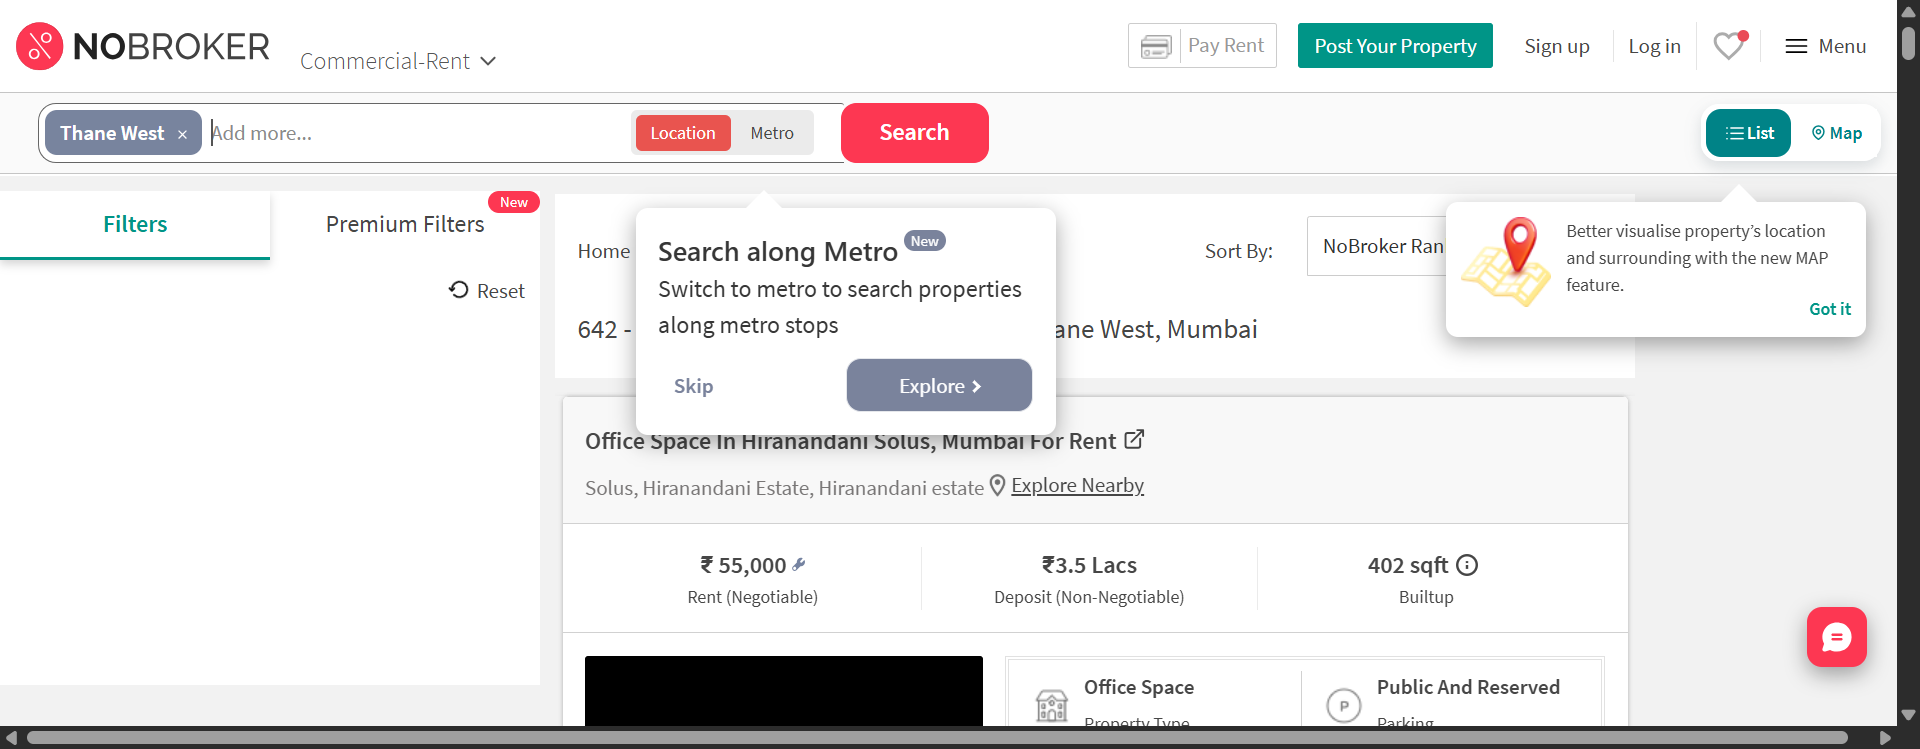 NOBROKER
Commercial-Rent
Pay Rent
Post Your Property
Sign up
Log in
Menu
Thane West ×
Add more...
Location
Metro
Search
List
Map
Filters
Premium Filters
New
Reset
Home
Sort By:
NoBroker Ran
642 -
ane West, Mumbai
Search along Metro New
Switch to metro to search properties
along metro stops
Skip
Explore
Better visualise property's location
and surrounding with the new MAP
feature.
Got it
Office Space In Hiranandani Solus, Mumbai For Rent
Solus, Hiranandani Estate, Hiranandani estate
Explore Nearby
₹ 55,000
Rent (Negotiable)
₹3.5 Lacs
Deposit (Non-Negotiable)
402 sqft
Builtup
Office Space
Property Type
P
Public And Reserved
Parking